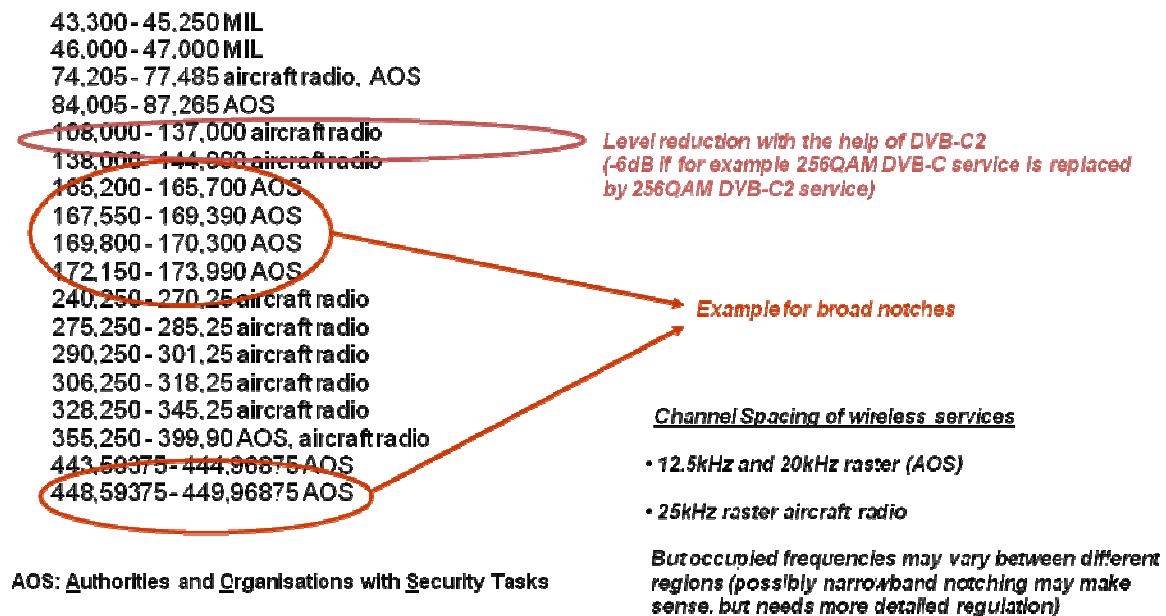 43,300 - 45,250 MIL
46,000 - 47,000 MIL
74,205 - 77,485 aircraft radio, AOS
84,005 - 87,265 AOS
108,000 - 137,000 aircraft radio
138,000 - 144,000 aircraft radio
165,200 - 165,700 AOS
167,550 - 169,390 AOS
169,800 - 170,300 AOS
172,150 - 173,990 AOS
240,250 - 270,25 aircraft radio
275,250 - 285,25 aircraft radio
290,250 - 301,25 aircraft radio
306,250 - 318,25 aircraft radio
328,250 - 345,25 aircraft radio
355,250 - 399,90 AOS, aircraft radio
443,59375 - 444,96875 AOS
448,59375 - 449,96875 AOS
AOS: Authorities and Organisations with Security Tasks
Level reduction with the help of DVB-C2
(-6dB if for example 256QAM DVB-C service is replaced
by 256QAM DVB-C2 service)
Example for broad notches
Channel Spacing of wireless services
• 12.5kHz and 20kHz raster (AOS)
• 25kHz raster aircraft radio
But occupied frequencies may vary between different
regions (possibly narrowband notching may make
sense, but needs more detailed regulation)